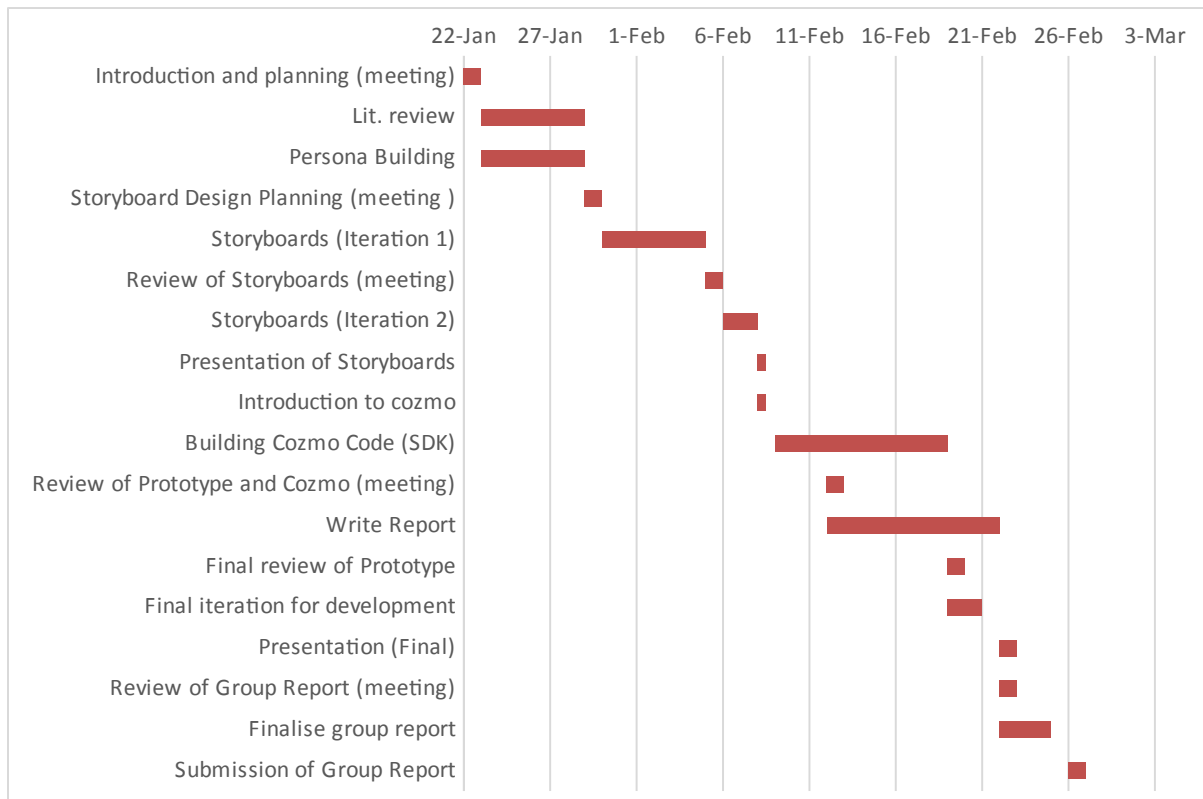 22-Jan 27-Jan 1-Feb 6-Feb 11-Feb 16-Feb 21-Feb 26-Feb 3-Mar
Introduction and planning (meeting)
Lit. review
Persona Building
Storyboard Design Planning (meeting )
Storyboards (Iteration 1)
Review of Storyboards (meeting)
Storyboards (Iteration 2)
Presentation of Storyboards
Introduction to cozmo
Building Cozmo Code (SDK)
Review of Prototype and Cozmo (meeting)
Write Report
Final review of Prototype
Final iteration for development
Presentation (Final)
Review of Group Report (meeting)
Finalise group report
Submission of Group Report